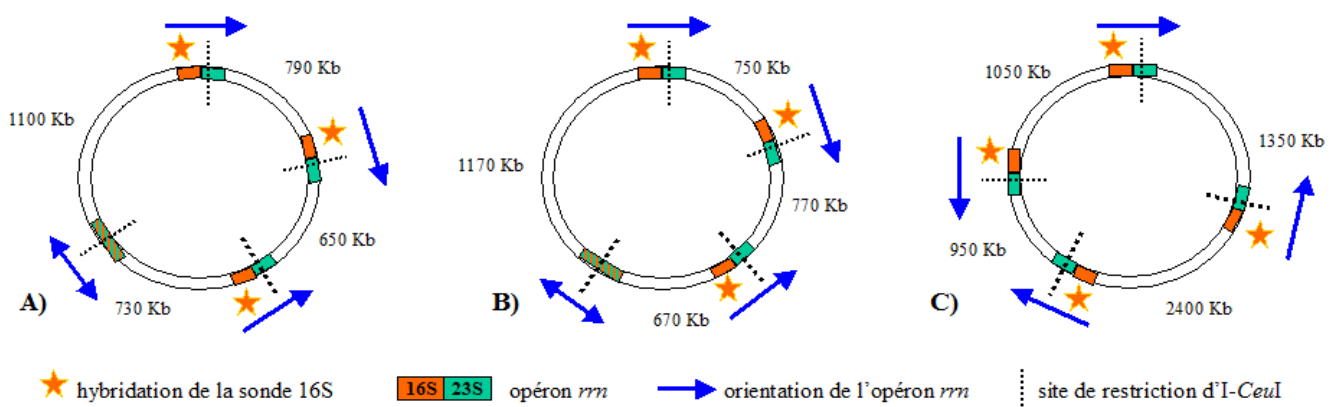 790 Kb
1100 Kb
650 Kb
730 Kb
A)
750 Kb
1170 Kb
770 Kb
670 Kb
B)
1050 Kb
1350 Kb
950 Kb
2400 Kb
C)
hybridation de la sonde 16S
16S 23S opéron rrn
orientation de l'opéron rrn
site de restriction d'I-CeuI